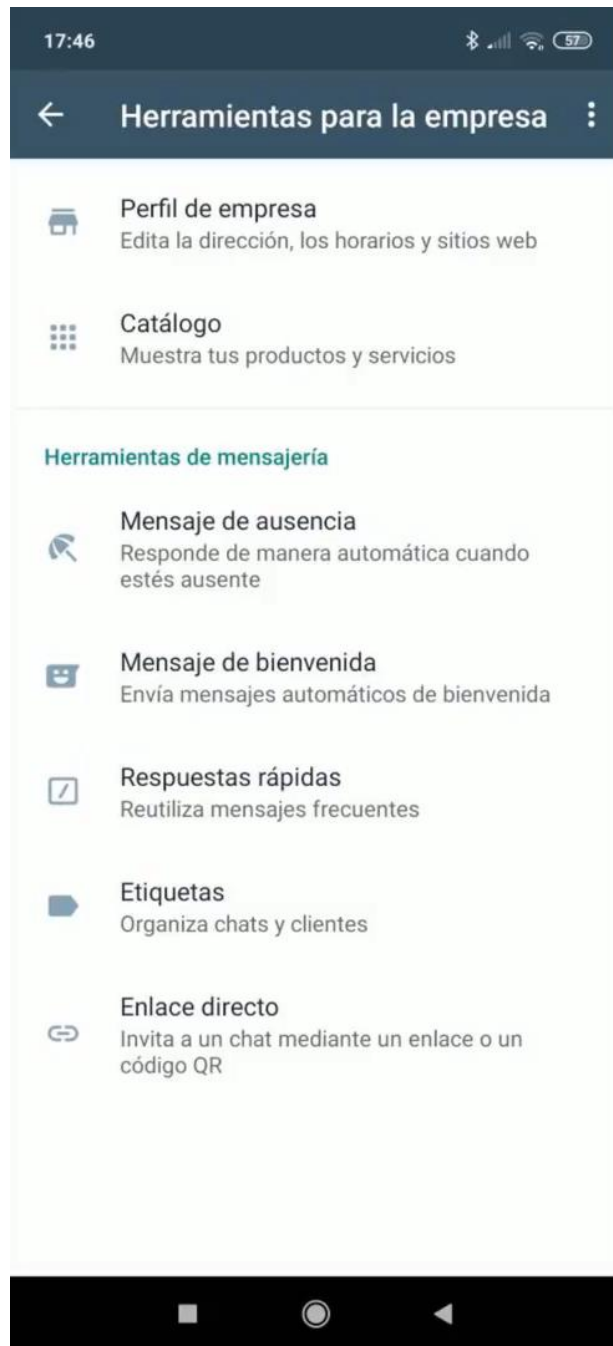 17:46
57
Herramientas para la empresa
Perfil de empresa
Edita la dirección, los horarios y sitios web
Catálogo
Muestra tus productos y servicios
Herramientas de mensajería
Mensaje de ausencia
Responde de manera automática cuando
estés ausente
Mensaje de bienvenida
Envía mensajes automáticos de bienvenida
Respuestas rápidas
Reutiliza mensajes frecuentes
Etiquetas
Organiza chats y clientes
Enlace directo
Invita a un chat mediante un enlace o un
código QR